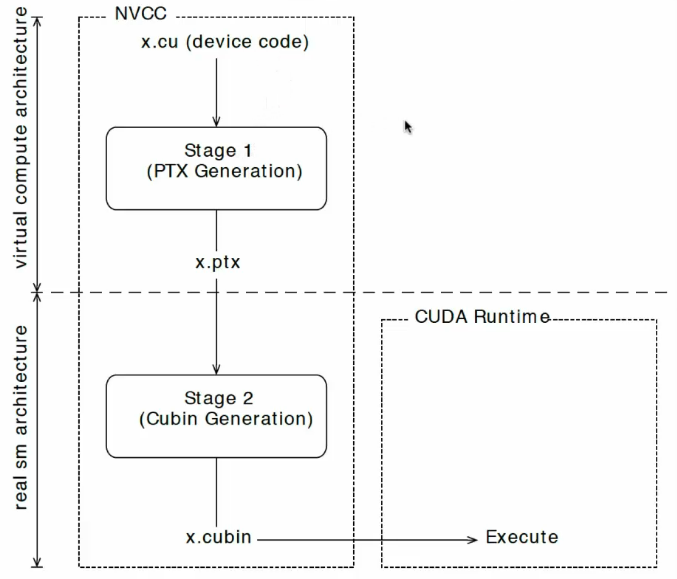 NVCC
x.cu (device code)
virtual compute architecture
Stage 1
(PTX Generation)
x.ptx
CUDA Runtime
real sm architecture
Stage 2
(Cubin Generation)
x.cubin
Execute